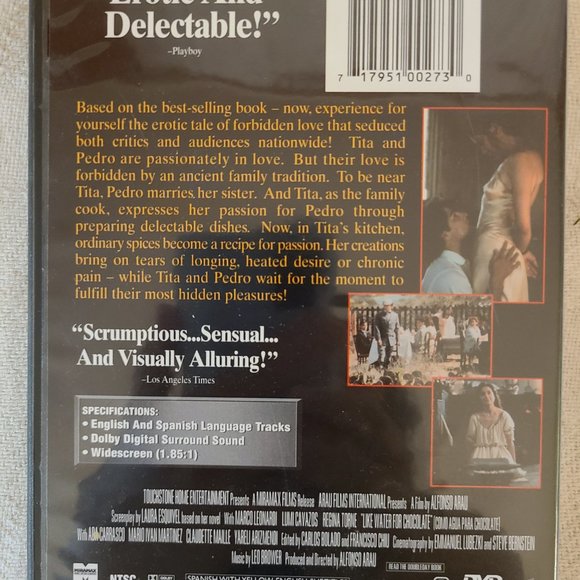 Erotic And
Delectable!”
–Playboy
7 17951 00273 0
Based on the best-selling book – now, experience for
yourself the erotic tale of forbidden love that seduced
both critics and audiences nationwide! Tita and
Pedro are passionately in love. But their love is
forbidden by an ancient family tradition. To be near
Tita, Pedro marries her sister. And Tita, as the family
cook, expresses her passion for Pedro through
preparing delectable dishes. Now, in Tita's kitchen,
ordinary spices become a recipe for passion. Her creations
bring on tears of longing, heated desire or chronic
pain – while Tita and Pedro wait for the moment to
fulfill their most hidden pleasures!
“Scrumptious...Sensual...
And Visually Alluring!”
–Los Angeles Times
SPECIFICATIONS:
• English And Spanish Language Tracks
• Dolby Digital Surround Sound
• Widescreen (1.85:1)
TOUCHSTONE HOME ENTERTAINMENT Presents A MIRAMAX FILMS Release ARAU FILMS INTERNATIONAL Presents A Film by ALFONSO ARAU
Screenplay by LAURA ESQUIVEL based on her novel With MARCO LEONARDI LUMI CAVAZOS REGINA TORNE "LIKE WATER FOR CHOCOLATE" (COMO AGUA PARA CHOCOLATE)
With ADA CARRASCO MARIO IVAN MARTINEZ CLAUDETTE MAILLE YARELI ARIZMENDI Edited by CARLOS BOLADO and FRANCISCO CHIU Cinematography by EMMANUEL LUBEZKI and STEVE BERNSTEIN
Music by LEO BROWER Produced and Directed by ALFONSO ARAU READ THE DOUBLEDAY BOOK
MIRAMAX NTSC DOLBY